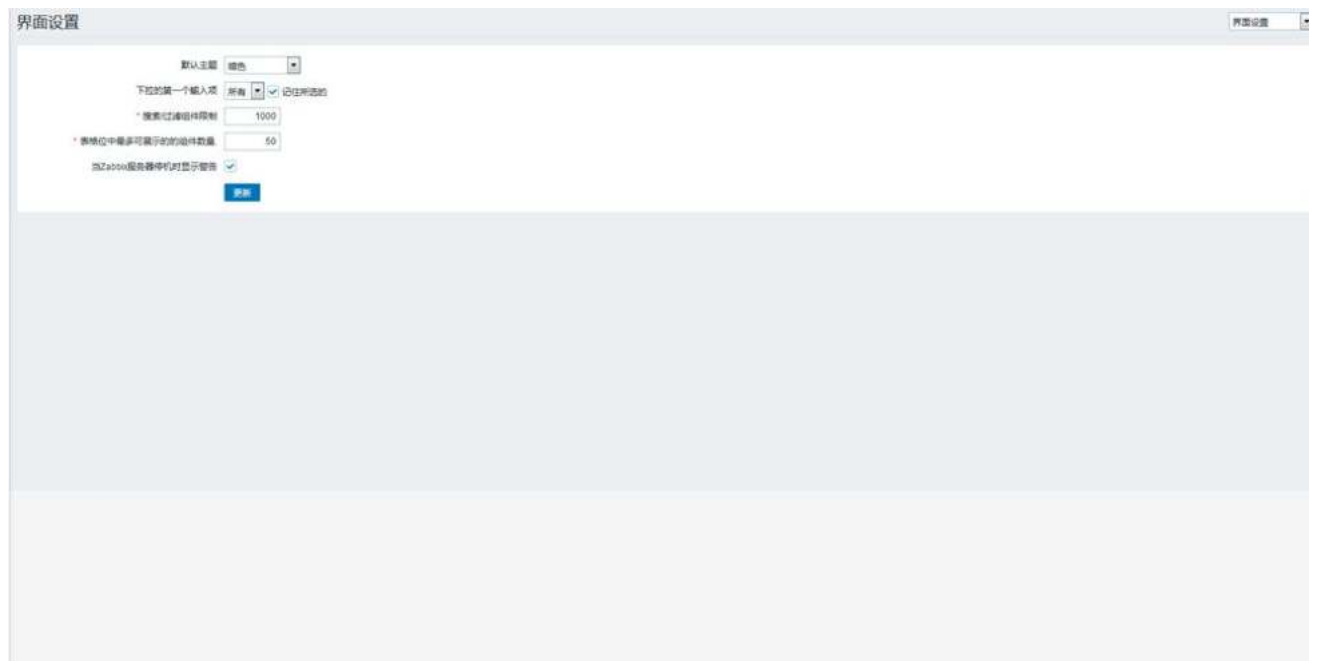 界面设置
界面设置
默认主题 暗色
下拉的第一个输入项 所有 记住所选的
* 搜索/过滤组件限制 1000
* 表格位中最多可展示的的组件数量 50
当Zabbix服务器停机时显示警告
更新